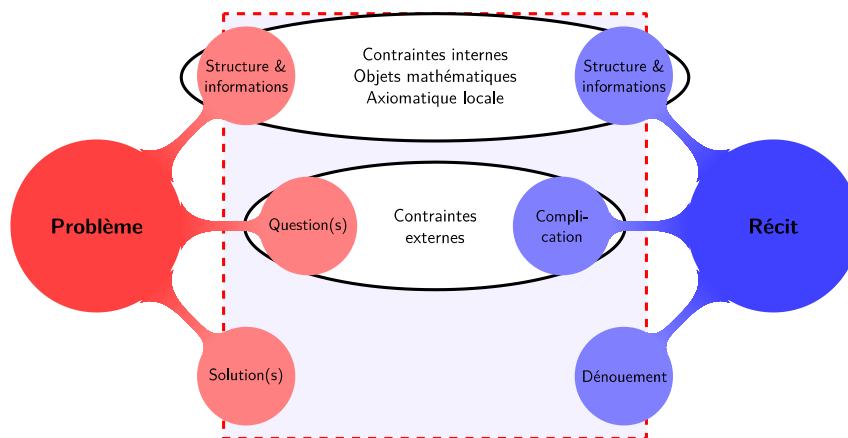 Structure &
informations
Contraintes internes
Objets mathématiques
Axiomatique locale
Structure &
informations
Problème
Question(s)
Contraintes
externes
Compli-
cation
Récit
Solution(s)
Dénouement